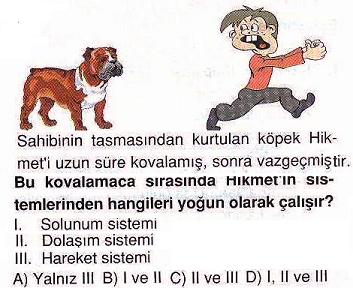 Sahibinin tasmasından kurtulan köpek Hik-
met'i uzun süre kovalamış, sonra vazgeçmiştir.
Bu kovalamaca sırasında Hikmet'in sis-
temlerinden hangileri yoğun olarak çalışır?
I. Solunum sistemi
II. Dolaşım sistemi
III. Hareket sistemi
A) Yalnız III B) I ve II C) II ve III D) I, II ve III